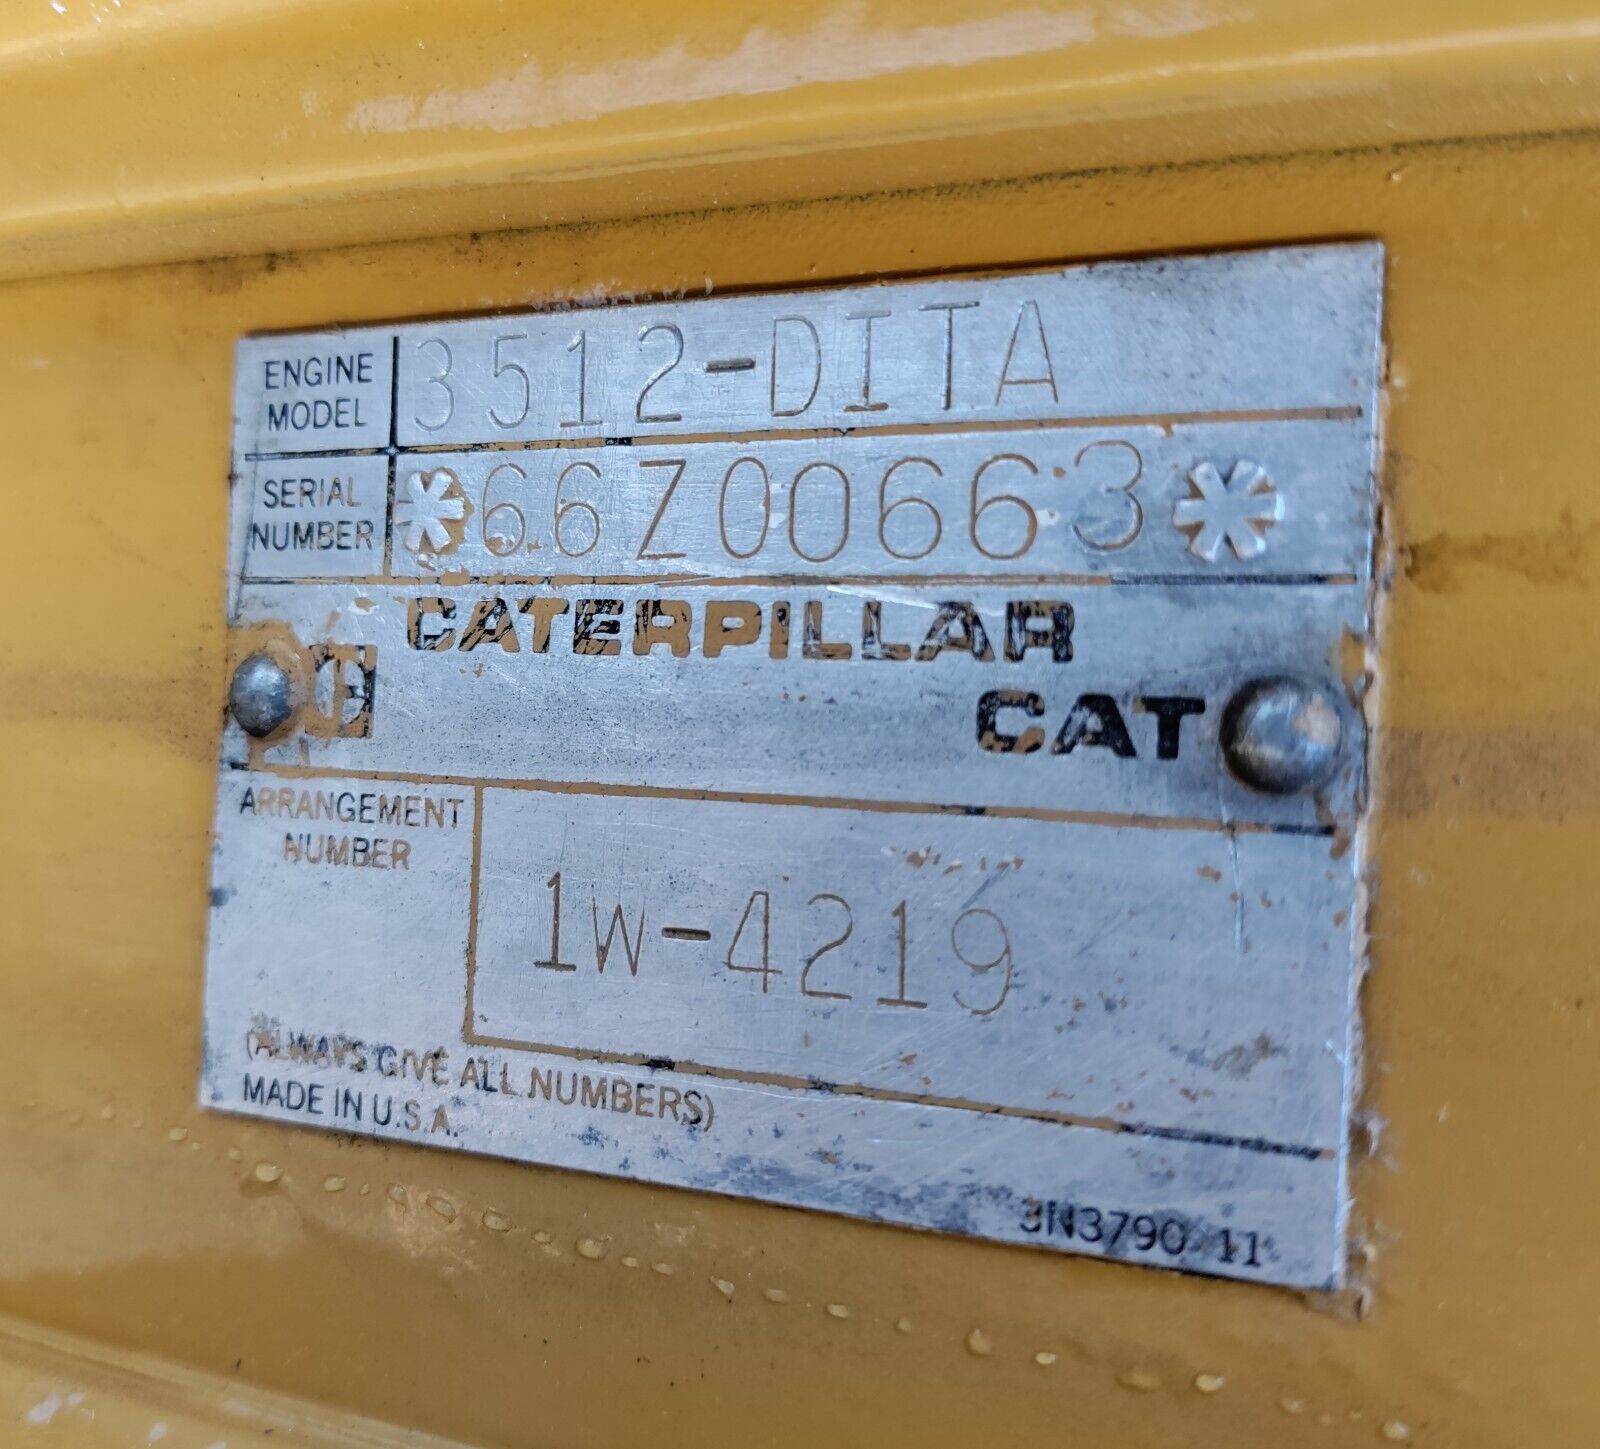 ENGINE MODEL 3512-DITA
SERIAL NUMBER *66Z00663*
CATERPILLAR
CE CAT
ARRANGEMENT NUMBER 1W-4219
(ALWAYS GIVE ALL NUMBERS)
MADE IN U.S.A.
3N3790 11